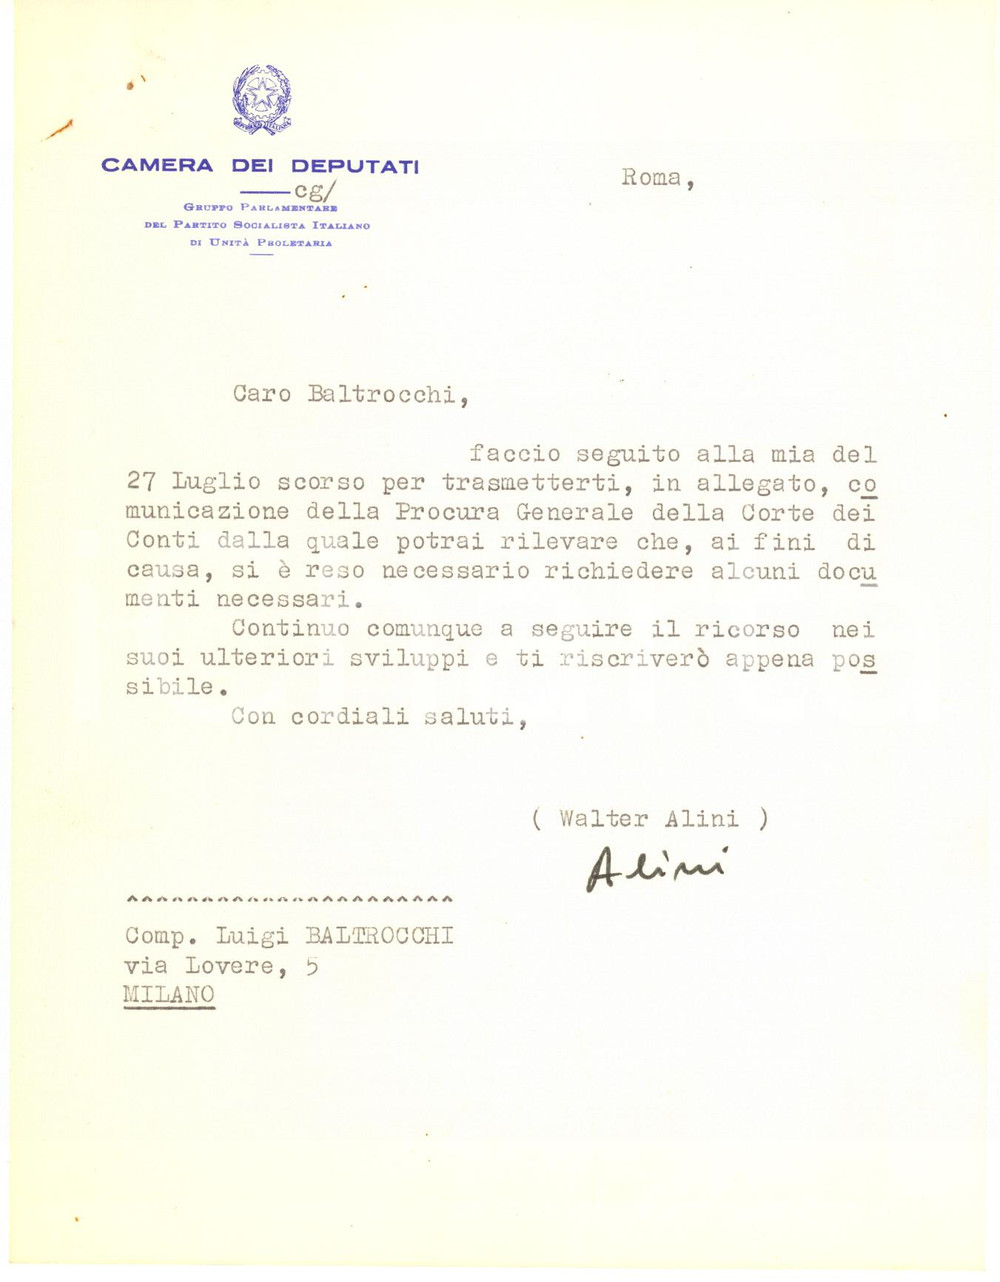 CAMERA DEI DEPUTATI
cg/
GRUPPO PARLAMENTARE
DEL PARTITO SOCIALISTA ITALIANO
DI UNITÀ PROLETARIA
Roma,
Caro Baltrocchi,
faccio seguito alla mia del
27 Luglio scorso per trasmetterti, in allegato, co
municazione della Procura Generale della Corte dei
Conti dalla quale potrai rilevare che, ai fini di
causa, si è reso necessario richiedere alcuni docu
menti necessari.
Continuo comunque a seguire il ricorso nei
suoi ulteriori sviluppi e ti riscriverò appena pos
sibile.
Con cordiali saluti,
( Walter Alini )
Alini
Comp. Luigi BALTROCCHI
via Lovere, 5
MILANO